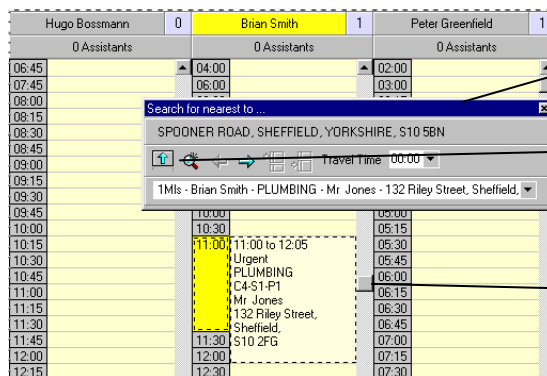 Hugo Bossmann 0 Brian Smith 1 Peter Greenfield 1
0 Assistants 0 Assistants 0 Assistants
06:45 04:00 02:00
07:45 06:00 03:00
08:00
Search for nearest to ...
08:15
SPOONER ROAD, SHEFFIELD, YORKSHIRE, S10 5BN
08:30
08:45
Travel Time 00:00
09:00
09:15
1Mls - Brian Smith - PLUMBING - Mr Jones - 132 Riley Street, Sheffield,
09:30
09:45 10:00 05:00
10:00 10:30 05:15
10:15 11:00 11:00 to 12:05 05:30
10:30 Urgent 05:45
10:45 PLUMBING 06:00
11:00 C4-S1-P1 06:15
11:15 Mr Jones 06:30
11:30 132 Riley Street, 06:45
Sheffield,
11:45 11:30 S10 2FG 07:00
12:00 12:00 07:15
12:15 12:30 07:30